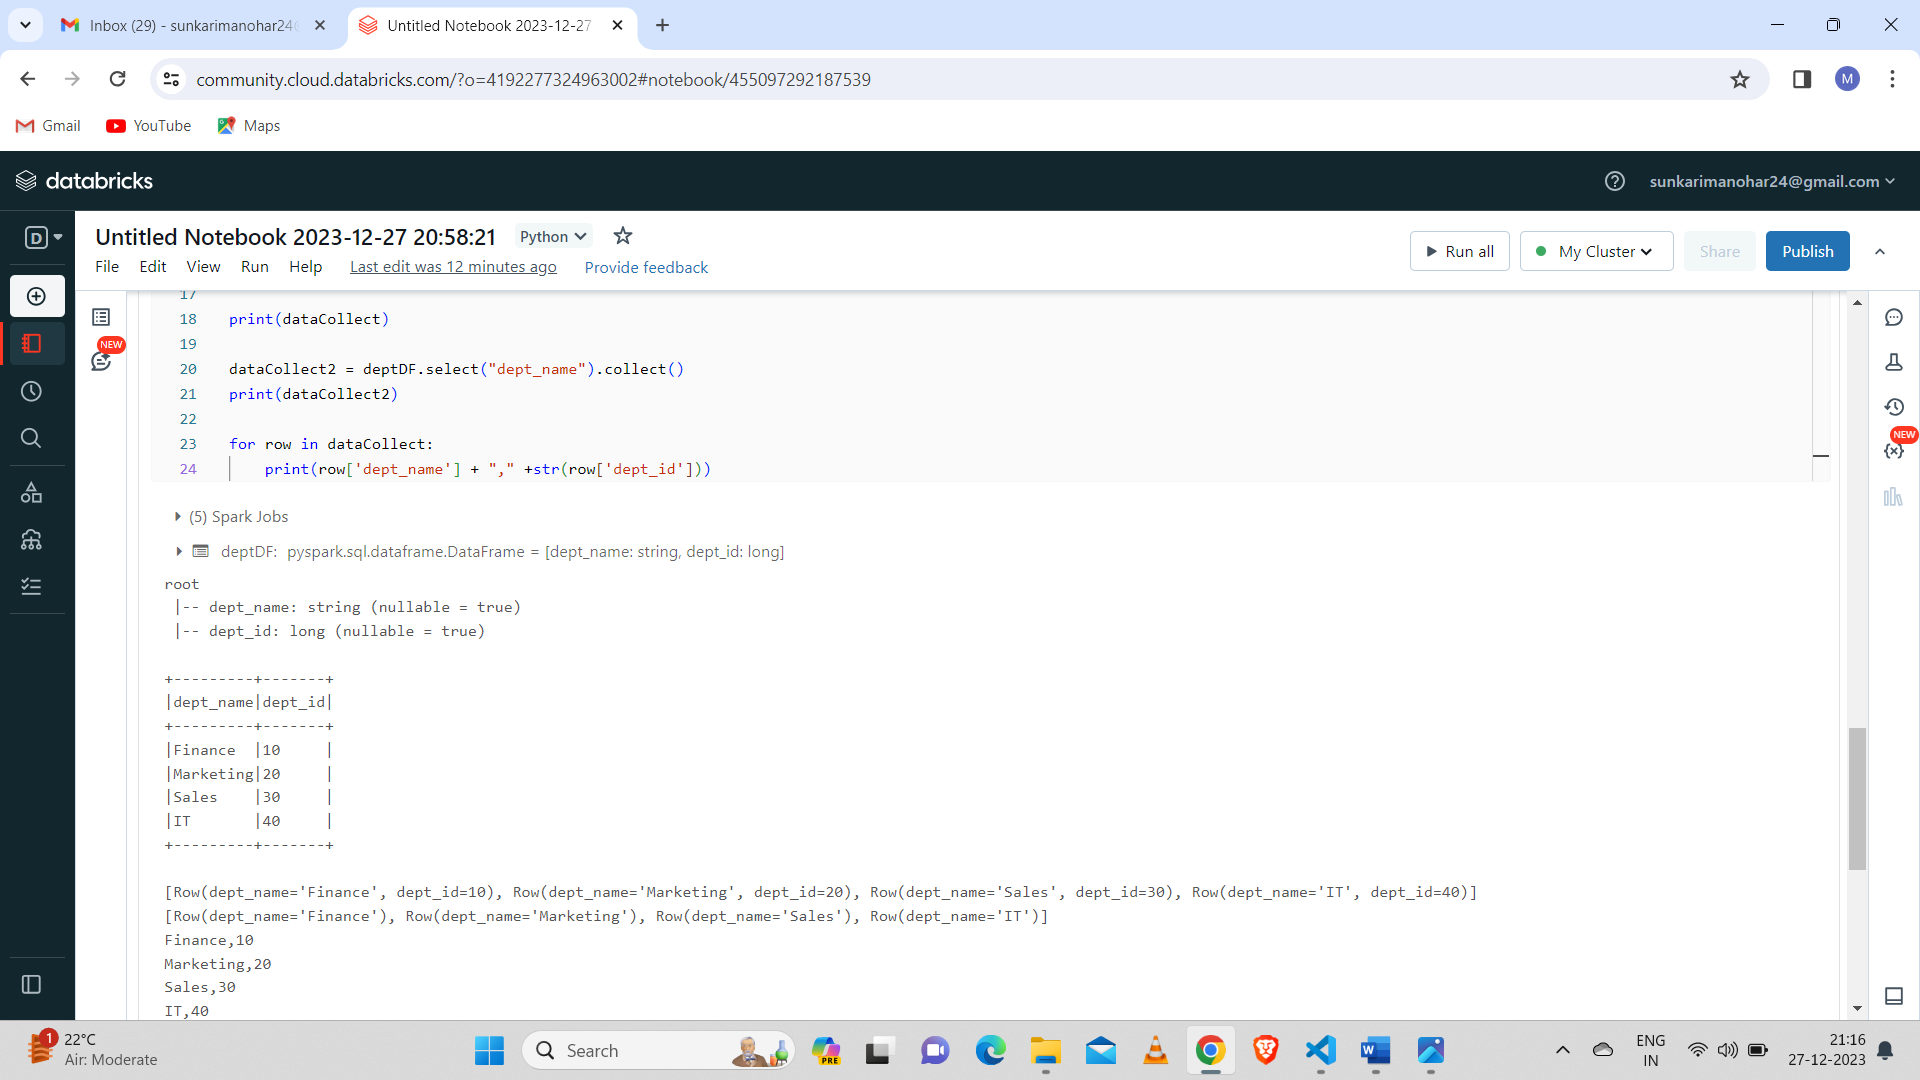 Inbox (29) - sunkarimanohar24
Untitled Notebook 2023-12-27
community.cloud.databricks.com/?o=4192277324963002#notebook/455097292187539
M
Gmail
YouTube
Maps
databricks
sunkarimanohar24@gmail.com
D
Untitled Notebook 2023-12-27 20:58:21
Python
File Edit View Run Help Last edit was 12 minutes ago Provide feedback
Run all
My Cluster
Share
Publish
NEW
NEW
17
18 print(dataCollect)
19
20 dataCollect2 = deptDF.select("dept_name").collect()
21 print(dataCollect2)
22
23 for row in dataCollect:
24 print(row['dept_name'] + "," +str(row['dept_id']))
(5) Spark Jobs
deptDF: pyspark.sql.dataframe.DataFrame = [dept_name: string, dept_id: long]
root
 |-- dept_name: string (nullable = true)
 |-- dept_id: long (nullable = true)
+---------+-------+
|dept_name|dept_id|
+---------+-------+
|Finance  |10     |
|Marketing|20     |
|Sales    |30     |
|IT       |40     |
+---------+-------+
[Row(dept_name='Finance', dept_id=10), Row(dept_name='Marketing', dept_id=20), Row(dept_name='Sales', dept_id=30), Row(dept_name='IT', dept_id=40)]
[Row(dept_name='Finance'), Row(dept_name='Marketing'), Row(dept_name='Sales'), Row(dept_name='IT')]
Finance,10
Marketing,20
Sales,30
IT,40
1
22°C
Air: Moderate
Search
PRE
W
ENG
IN
21:16
27-12-2023